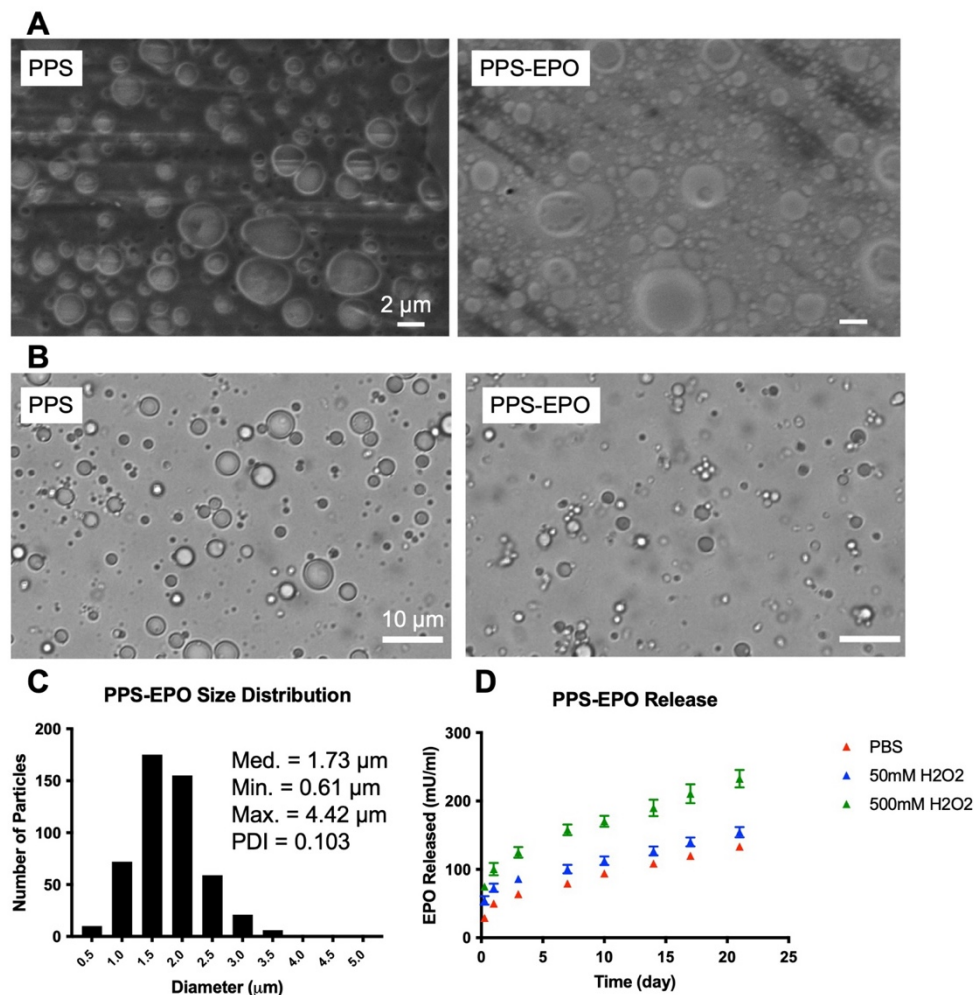 A
PPS
PPS-EPO
2 μm
B
PPS
PPS-EPO
10 μm
C
PPS-EPO Size Distribution
Number of Particles
200
150
100
50
0
Med. = 1.73 μm
Min. = 0.61 μm
Max. = 4.42 μm
PDI = 0.103
0.5 1.0 1.5 2.0 2.5 3.0 3.5 4.0 4.5 5.0
Diameter (μm)
D
PPS-EPO Release
EPO Released (mU/ml)
300
200
100
0
0 5 10 15 20 25
Time (day)
PBS
50mM H2O2
500mM H2O2